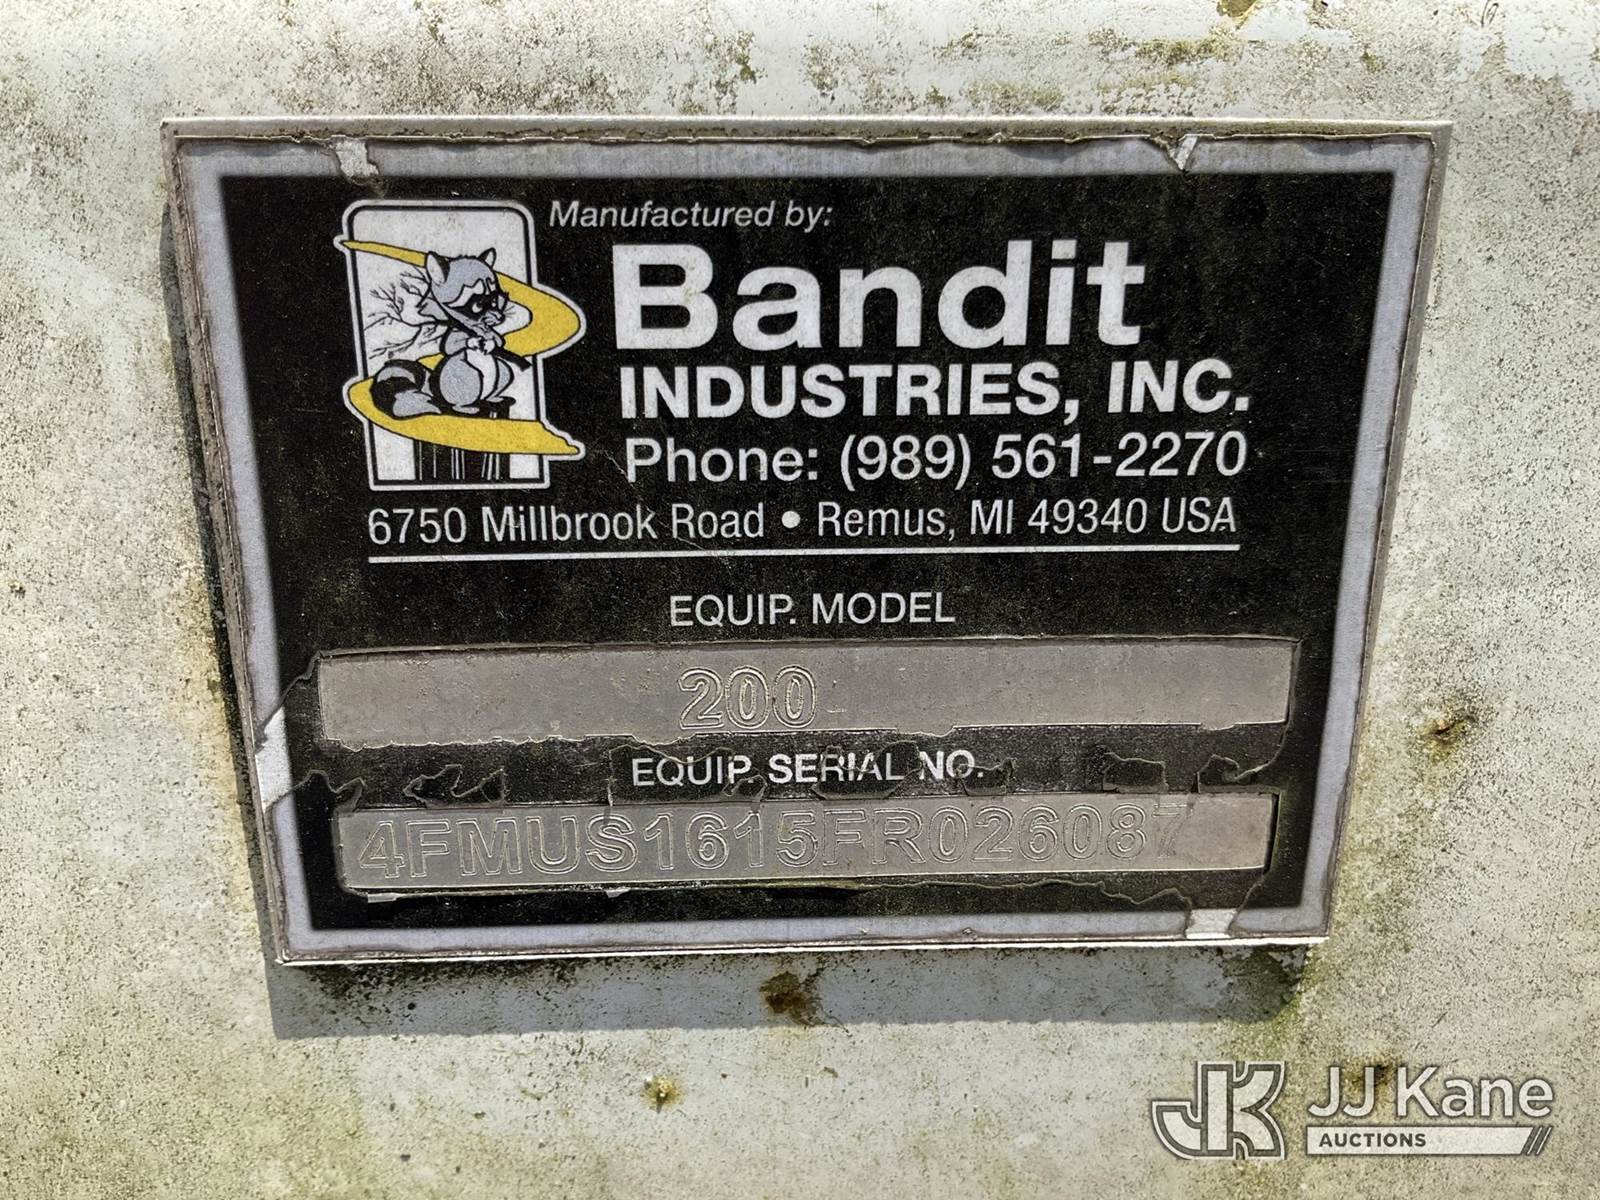 Manufactured by:
Bandit
INDUSTRIES, INC.
Phone: (989) 561-2270
6750 Millbrook Road • Remus, MI 49340 USA
EQUIP. MODEL
200
EQUIP. SERIAL NO.
4FMUS1615FR026087
JK JJ Kane
AUCTIONS